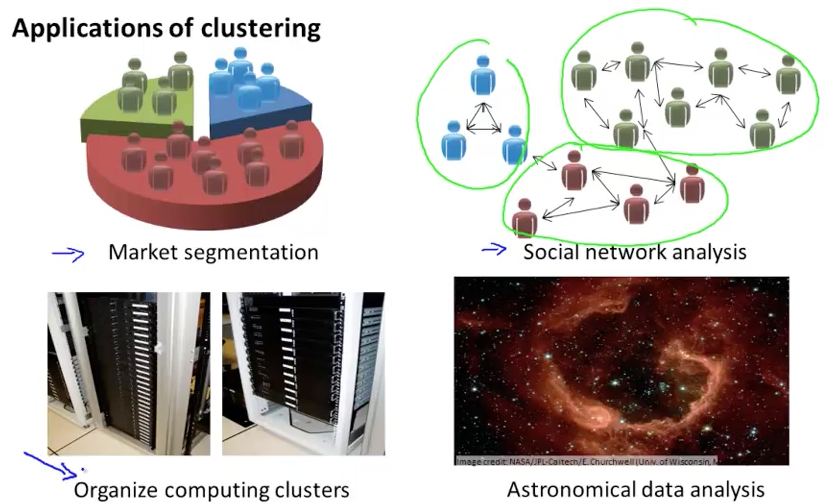 Applications of clustering
Market segmentation
Social network analysis
Organize computing clusters
Image credit: NASA/JPL-Caltech/E. Churchwell (Univ. of Wisconsin,
Astronomical data analysis